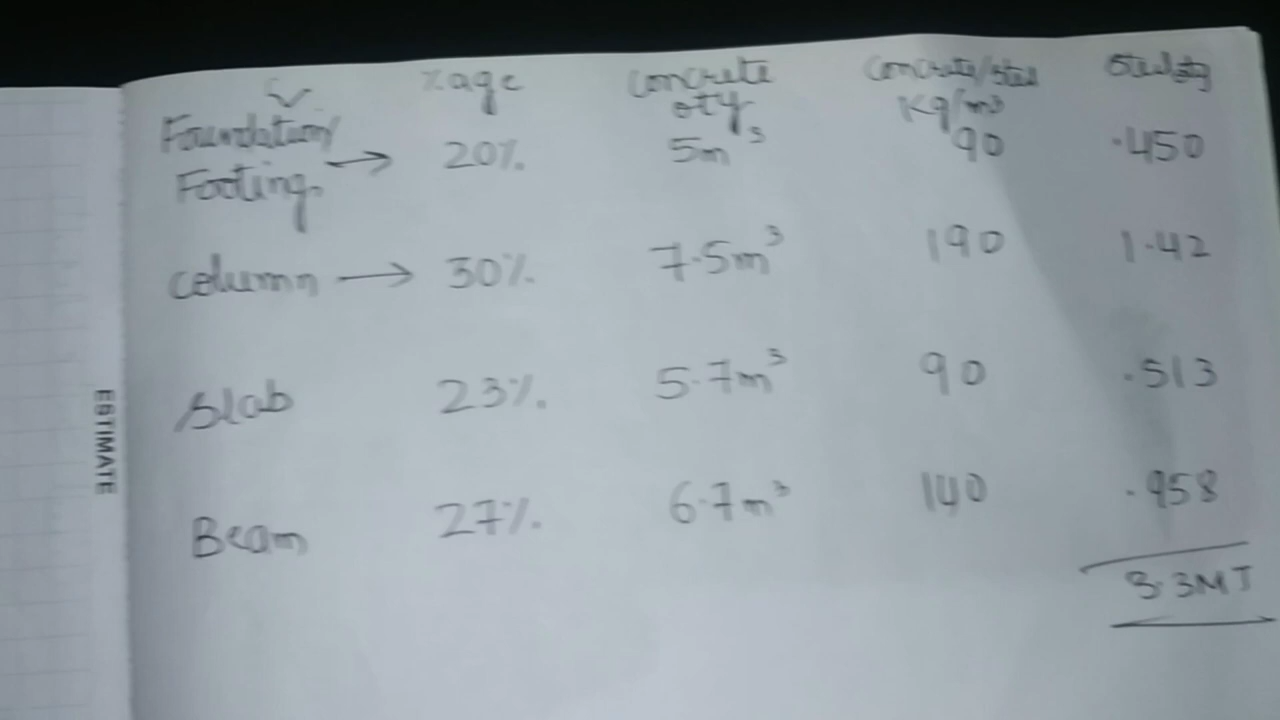 %age Concrete Concrete/Steel Steel qty
qty Kg/m³
Foundation/
Footing. → 20%. 5m³ 90 .450
Column → 30%. 7.5m³ 190 1.42
Slab 23%. 5.7m³ 90 .513
Beam 27%. 6.7m³ 140 .958
3.3MT
ESTIMATE